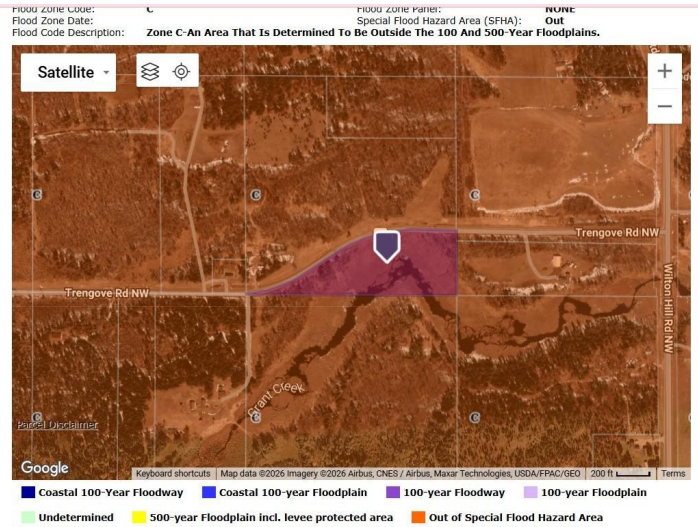 Flood Zone Code: C Flood Zone Panel: NONE
Flood Zone Date: Special Flood Hazard Area (SFHA): Out
Flood Code Description: Zone C-An Area That Is Determined To Be Outside The 100 And 500-Year Floodplains.
Satellite
C C C
Trengove Rd NW
Trengove Rd NW
Wilton Hill Rd NW
Grant Creek
C C C
Parcel Disclaimer
Google
Keyboard shortcuts Map data ©2026 Imagery ©2026 Airbus, CNES / Airbus, Maxar Technologies, USDA/FPAC/GEO 200 ft Terms
Coastal 100-Year Floodway Coastal 100-year Floodplain 100-year Floodway 100-year Floodplain
Undetermined 500-year Floodplain incl. levee protected area Out of Special Flood Hazard Area